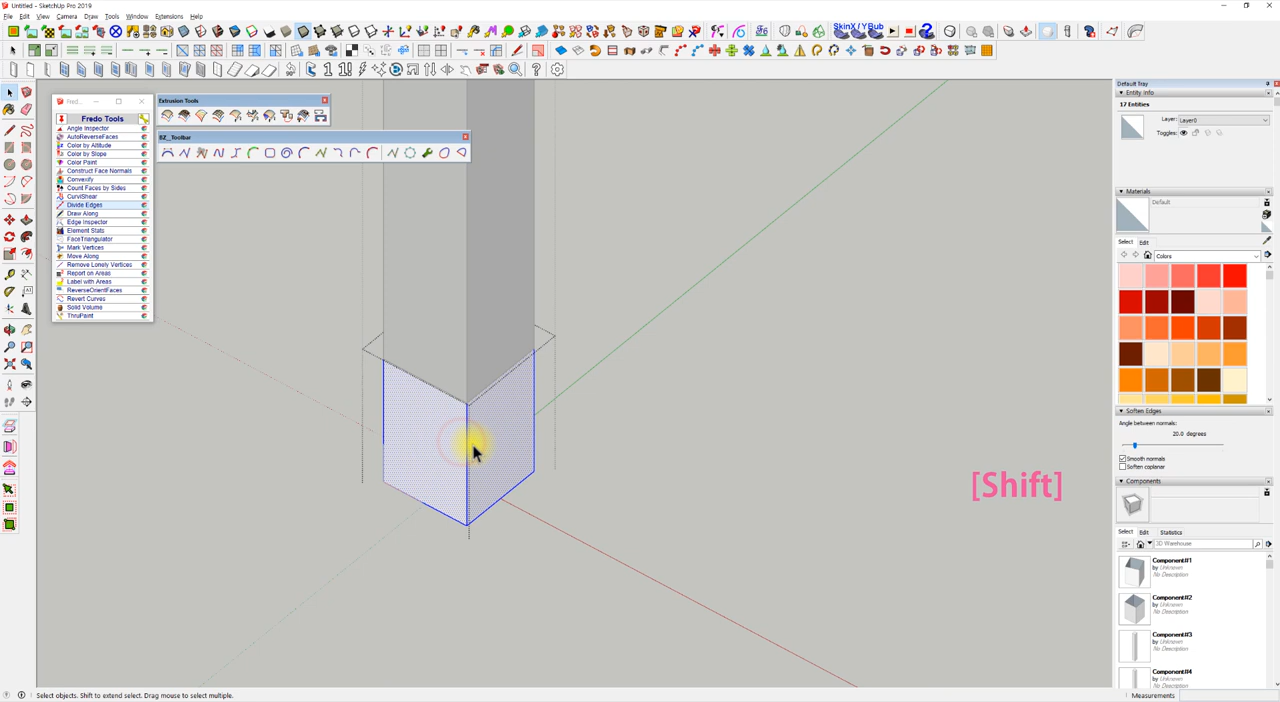 Untitled - SketchUp Pro 2019
File Edit View Camera Draw Tools Window Extensions Help
SkinX/YBub
Default Tray
Entity Info
17 Entities
Layer: Layer0
Toggles:
Materials
Default
Select Edit
Colors
Soften Edges
Angle between normals:
20.0 degrees
Smooth normals
Soften coplanar
Components
Select Edit Statistics
3D Warehouse
Component#1
by Unknown
No Description
Component#2
by Unknown
No Description
Component#3
by Unknown
No Description
Component#4
by Unknown
Fred...
Fredo Tools
Angle Inspector
AutoReverseFaces
Color by Altitude
Color by Slope
Color Paint
Construct Face Normals
Convexify
Count Faces by Sides
CurviShear
Divide Edges
Draw Along
Edge Inspector
Element Stats
FaceTriangulator
Mark Vertices
Move Along
Remove Lonely Vertices
Report on Areas
Label with Areas
ReverseOrientFaces
Revert Curves
Solid Volume
ThruPaint
Extrusion Tools
BZ__Toolbar
[Shift]
Select objects. Shift to extend select. Drag mouse to select multiple.
Measurements